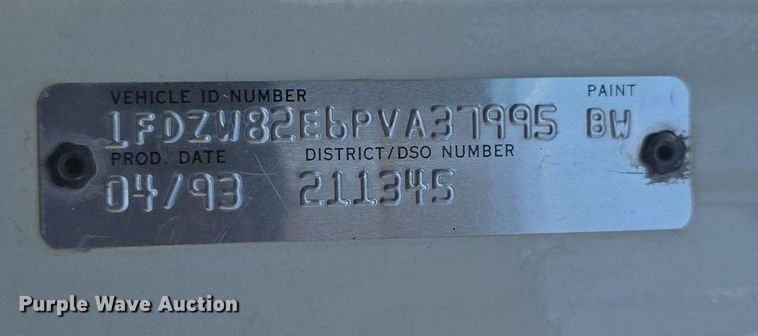 VEHICLE ID NUMBER PAINT
1FDZW82E6PVA37995 BW
PROD. DATE DISTRICT/DSO NUMBER
04/93 211345
Purple Wave Auction